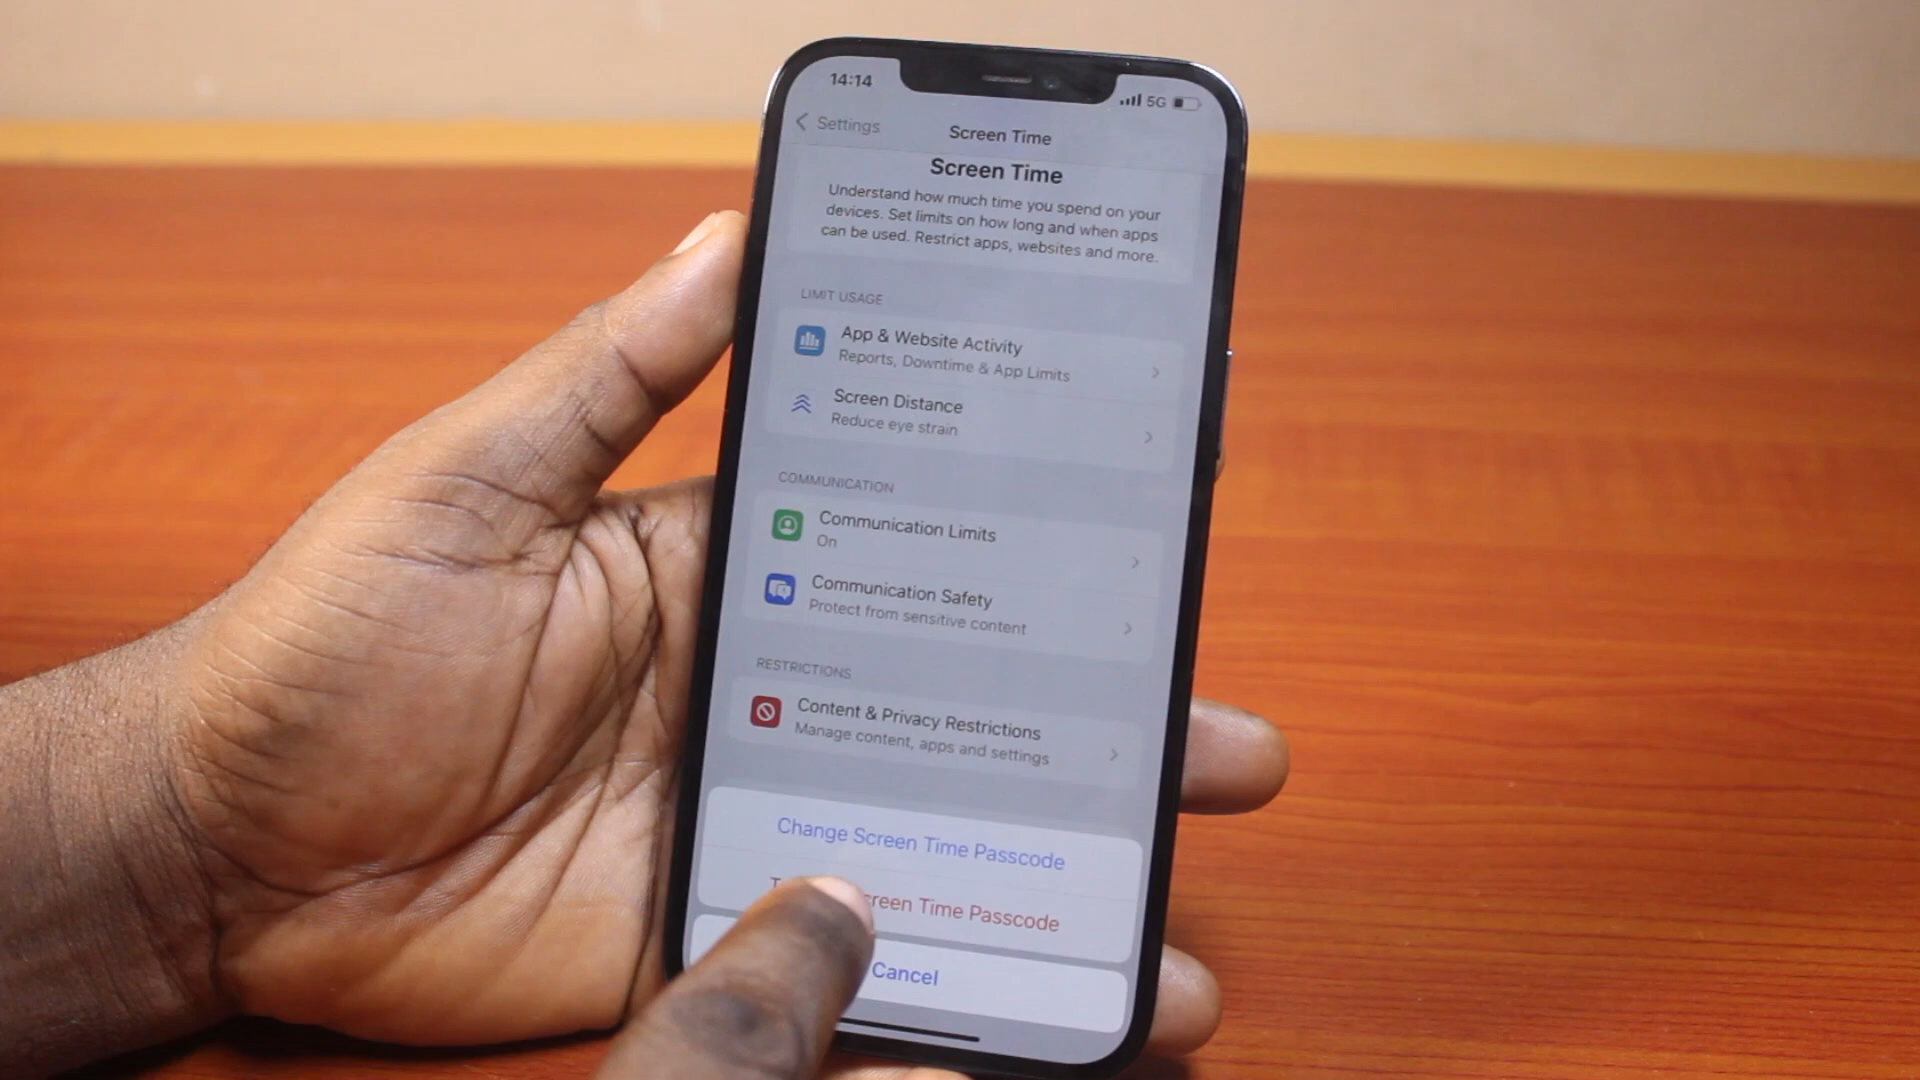 14:14
5G
Settings
Screen Time
Screen Time
Understand how much time you spend on your
devices. Set limits on how long and when apps
can be used. Restrict apps, websites and more.
LIMIT USAGE
App & Website Activity
Reports, Downtime & App Limits
Screen Distance
Reduce eye strain
COMMUNICATION
Communication Limits
On
Communication Safety
Protect from sensitive content
RESTRICTIONS
Content & Privacy Restrictions
Manage content, apps and settings
Change Screen Time Passcode
Time Passcode
Cancel